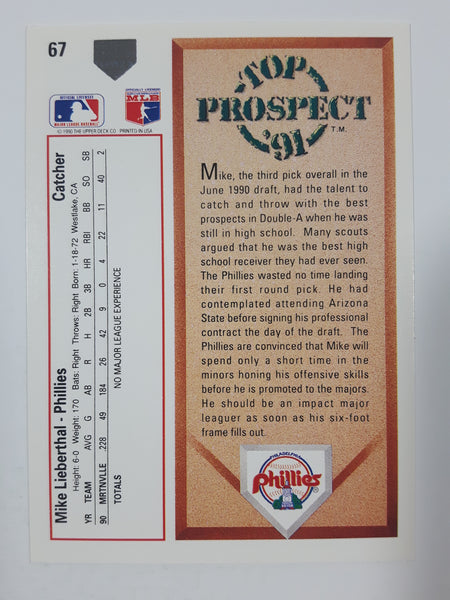 67
OFFICIAL LICENSEE
MAJOR LEAGUE BASEBALL
OFFICIALLY LICENSED
MLB
© 1990 THE UPPER DECK CO. PRINTED IN USA
Mike Lieberthal - Phillies Catcher
Height: 6-0 Weight: 170 Bats: Right Throws: Right Born: 1-18-72 Westlake, CA
YR TEAM AVG G AB R H 2B 3B HR RBI BB SO SB
90 MRTNVLLE .228 49 184 26 42 9 0 4 22 11 40 2
TOTALS NO MAJOR LEAGUE EXPERIENCE
TOP
PROSPECT
'91
T.M.
Mike, the third pick overall in the
June 1990 draft, had the talent to
catch and throw with the best
prospects in Double-A when he was
still in high school. Many scouts
argued that he was the best high
school receiver they had ever seen.
The Phillies wasted no time landing
their first round pick. He had
contemplated attending Arizona
State before signing his professional
contract the day of the draft. The
Phillies are convinced that Mike will
spend only a short time in the
minors honing his offensive skills
before he is promoted to the majors.
He should be an impact major
leaguer as soon as his six-foot
frame fills out.
PHILADELPHIA
Phillies